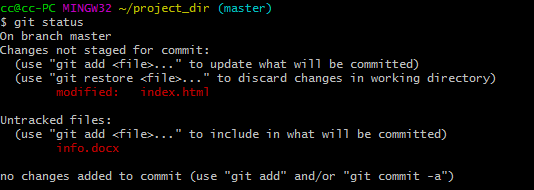 cc@cc-PC MINGW32 ~/project_dir (master)
$ git status
On branch master
Changes not staged for commit:
  (use "git add <file>..." to update what will be committed)
  (use "git restore <file>..." to discard changes in working directory)
        modified:   index.html

Untracked files:
  (use "git add <file>..." to include in what will be committed)
        info.docx

no changes added to commit (use "git add" and/or "git commit -a")